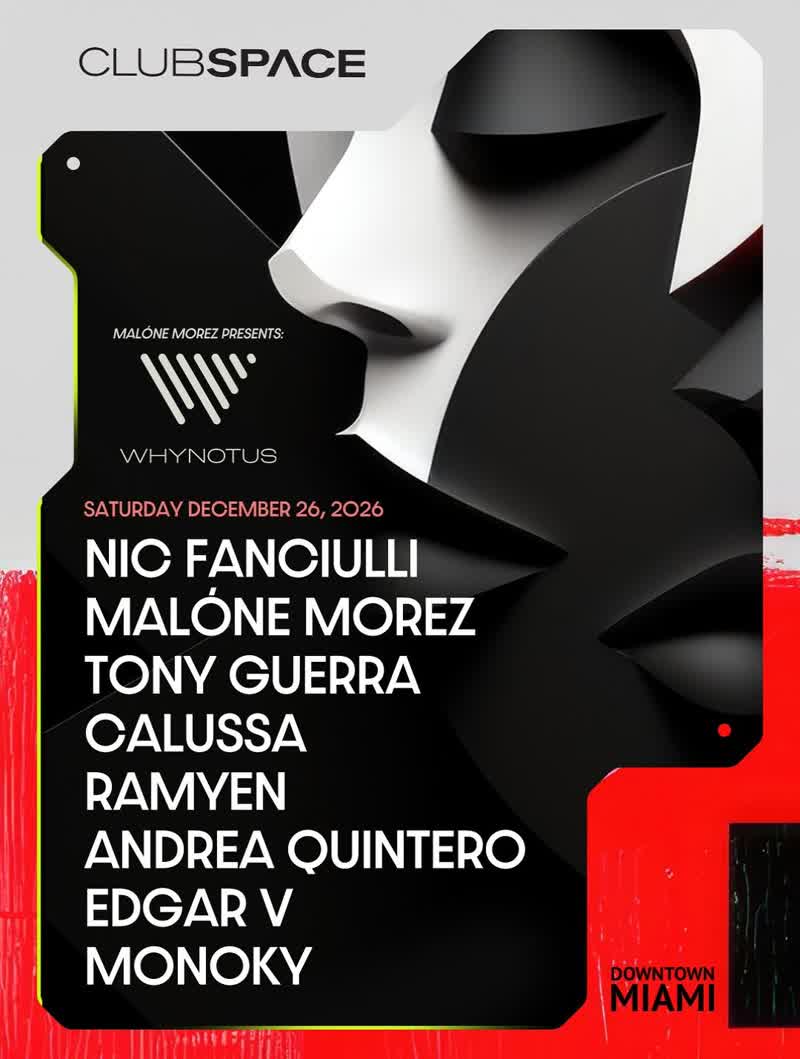 CLUBSPACE
MALÓNE MOREZ PRESENTS:
WHYNOTUS
SATURDAY DECEMBER 26, 2026
NIC FANCIULLI
MALÓNE MOREZ
TONY GUERRA
CALUSSA
RAMYEN
ANDREA QUINTERO
EDGAR V
MONOKY
DOWNTOWN
MIAMI